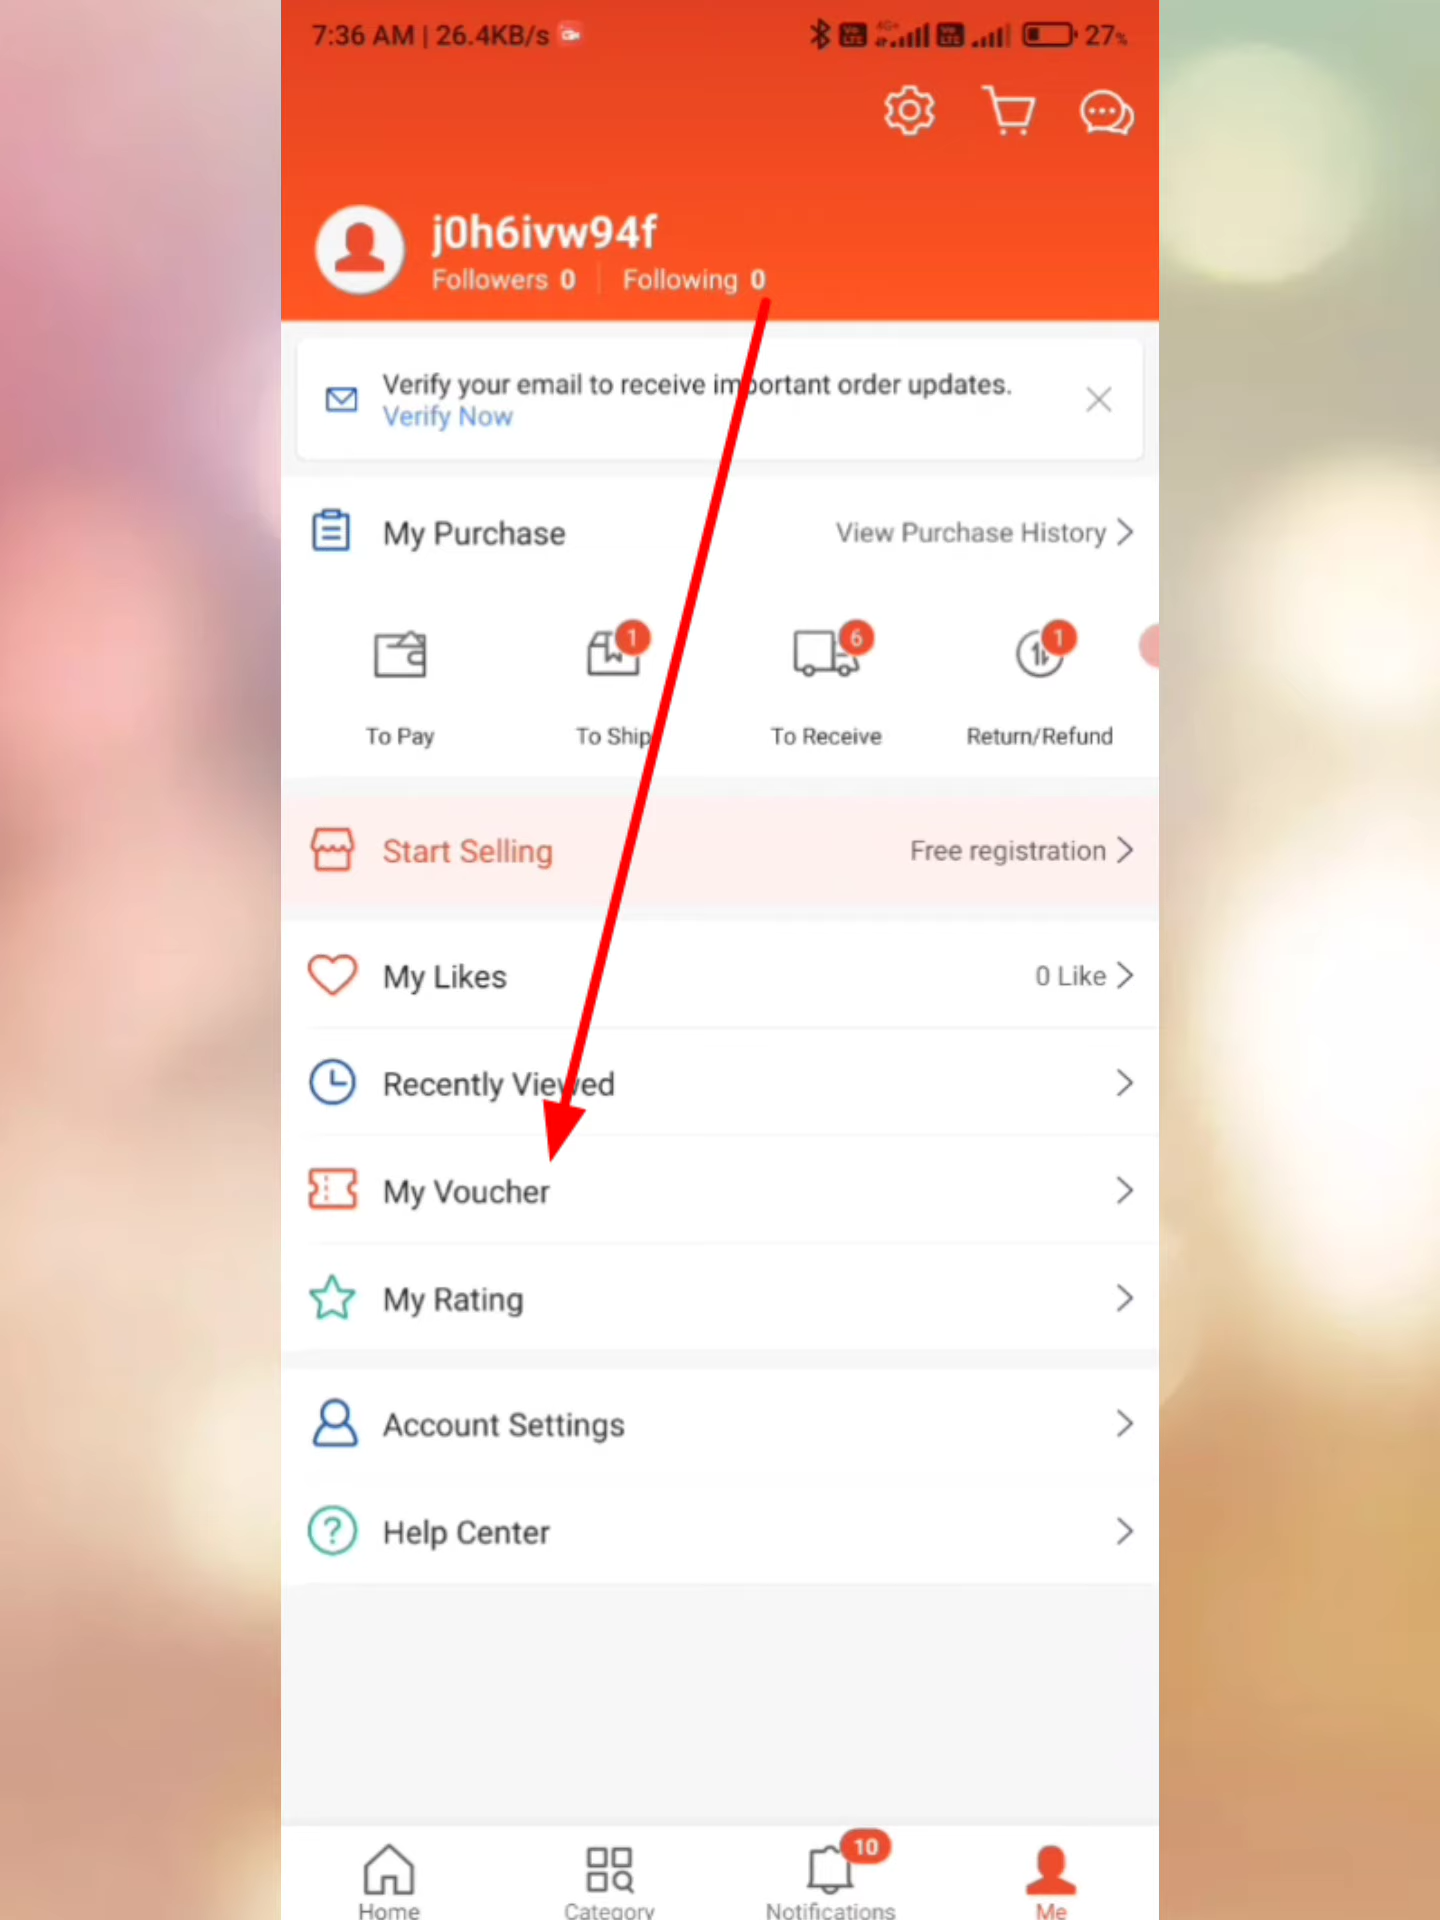 7:36 AM | 26.4KB/s
27%
j0h6ivw94f
Followers 0 Following 0
Verify your email to receive important order updates.
Verify Now
My Purchase View Purchase History
1 6 1
To Pay To Ship To Receive Return/Refund
Start Selling Free registration
My Likes 0 Like
Recently Viewed
My Voucher
My Rating
Account Settings
Help Center
10
Home Category Notifications Me